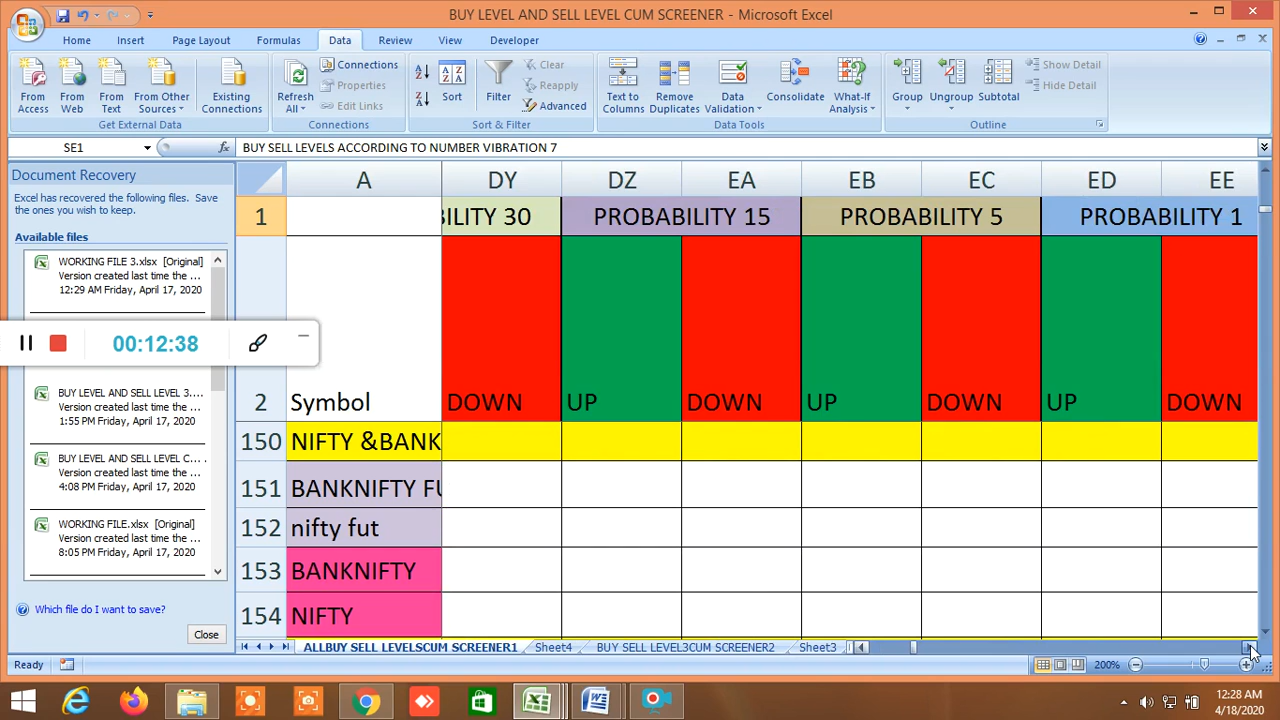 BUY LEVEL AND SELL LEVEL CUM SCREENER - Microsoft Excel
Home Insert Page Layout Formulas Data Review View Developer
From Access
From Web
From Text
From Other Sources
Existing Connections
Get External Data
Refresh All
Connections
Properties
Edit Links
Connections
Sort
Filter
Clear
Reapply
Advanced
Sort & Filter
Text to Columns
Remove Duplicates
Data Validation
Consolidate
What-If Analysis
Data Tools
Group
Ungroup
Subtotal
Show Detail
Hide Detail
Outline
SE1 fx BUY SELL LEVELS ACCORDING TO NUMBER VIBRATION 7
Document Recovery
Excel has recovered the following files. Save
the ones you wish to keep.
Available files
WORKING FILE 3.xlsx [Original]
Version created last time the ...
12:29 AM Friday, April 17, 2020
00:12:38
BUY LEVEL AND SELL LEVEL 3....
Version created last time the ...
1:55 PM Friday, April 17, 2020
BUY LEVEL AND SELL LEVEL C... .
Version created last time the ...
4:08 PM Friday, April 17, 2020
WORKING FILE.xlsx [Original]
Version created last time the ...
8:05 PM Friday, April 17, 2020
Which file do I want to save?
Close
A DY DZ EA EB EC ED EE
1 BILITY 30 PROBABILITY 15 PROBABILITY 5 PROBABILITY 1
2 Symbol DOWN UP DOWN UP DOWN UP DOWN
150 NIFTY &BANK
151 BANKNIFTY FU
152 nifty fut
153 BANKNIFTY
154 NIFTY
ALLBUY SELL LEVELSCUM SCREENER1 Sheet4 BUY SELL LEVEL3CUM SCREENER2 Sheet3
Ready 200%
12:28 AM
4/18/2020